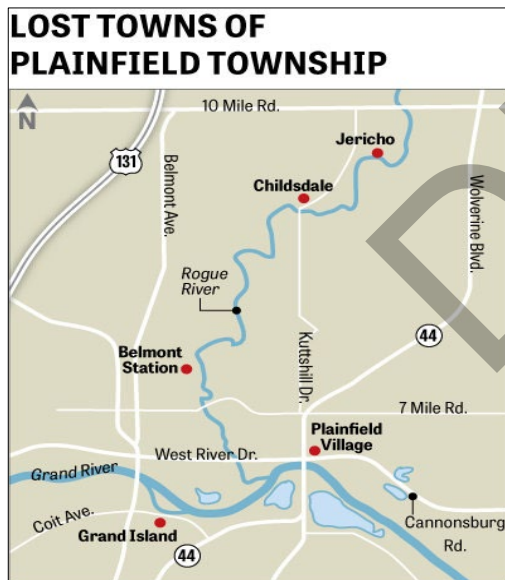 LOST TOWNS OF
PLAINFIELD TOWNSHIP
N
10 Mile Rd.
Jericho
131
Belmont Ave.
Childsdale
Wolverine Blvd.
Rogue
River
Kuttshill Dr.
44
Belmont
Station
7 Mile Rd.
Plainfield
Village
West River Dr.
Grand River
Coit Ave.
Grand Island
44
Cannonsburg
Rd.